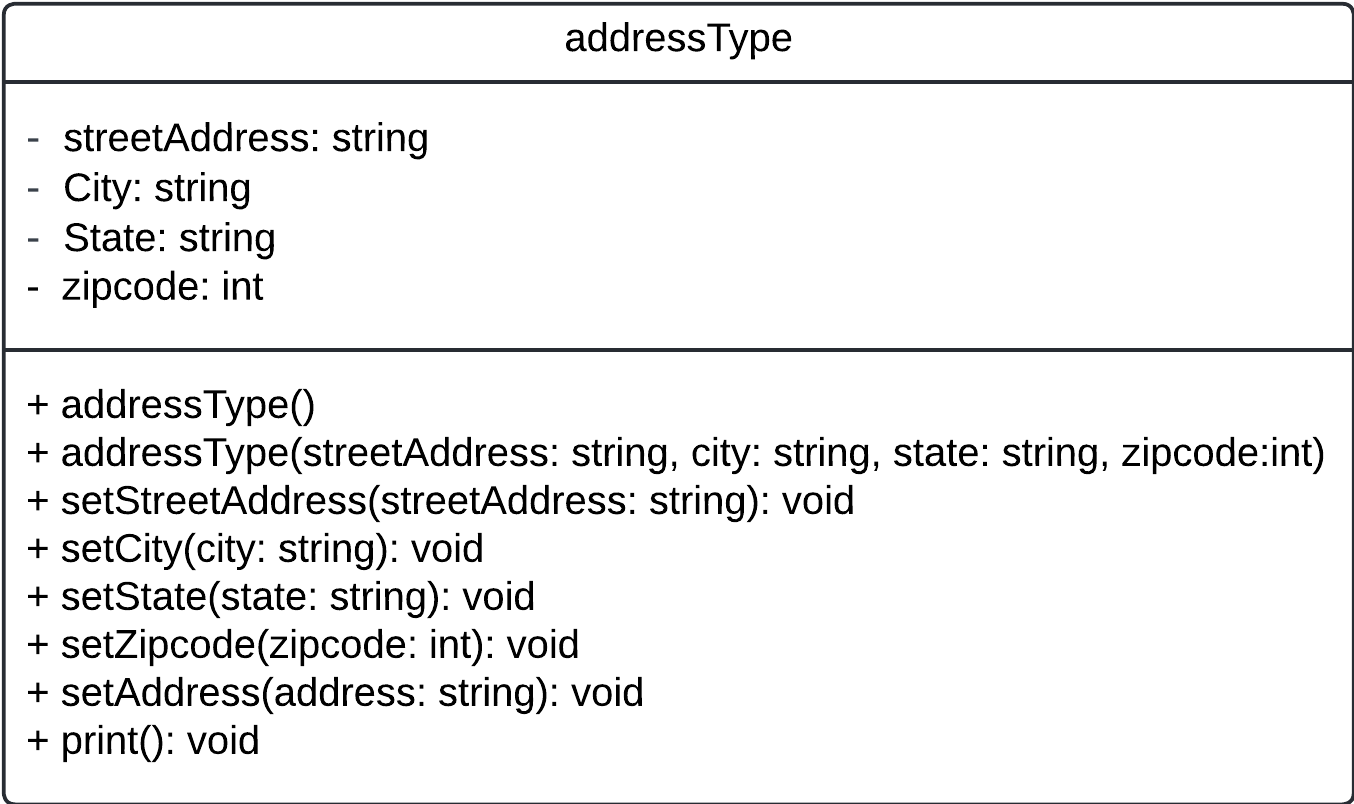 addressType
- streetAddress: string
- City: string
- State: string
- zipcode: int
+ addressType()
+ addressType(streetAddress: string, city: string, state: string, zipcode:int)
+ setStreetAddress(streetAddress: string): void
+ setCity(city: string): void
+ setState(state: string): void
+ setZipcode(zipcode: int): void
+ setAddress(address: string): void
+ print(): void